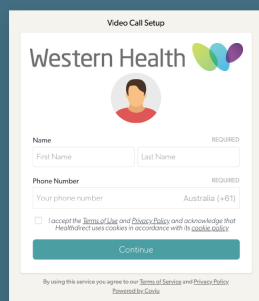 Video Call Setup
Western Health
Name REQUIRED
First Name Last Name
Phone Number REQUIRED
Your phone number Australia (+61)
I accept the Terms of Use and Privacy Policy and acknowledge that
Healthdirect uses cookies in accordance with its cookie policy
Continue
By using this service you agree to our Terms of Service and Privacy Policy
Powered by Coviu